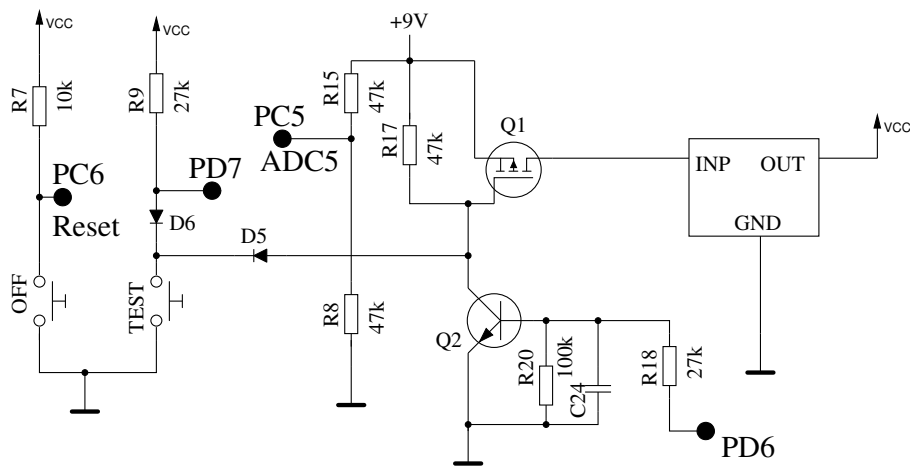 VCC
VCC
+9V
R7
10k
R9
27k
R15
47k
PC5
ADC5
R17
47k
Q1
VCC
INP OUT
GND
PC6
Reset
PD7
D6
D5
OFF
TEST
R8
47k
Q2
R20
100k
C24
R18
27k
PD6